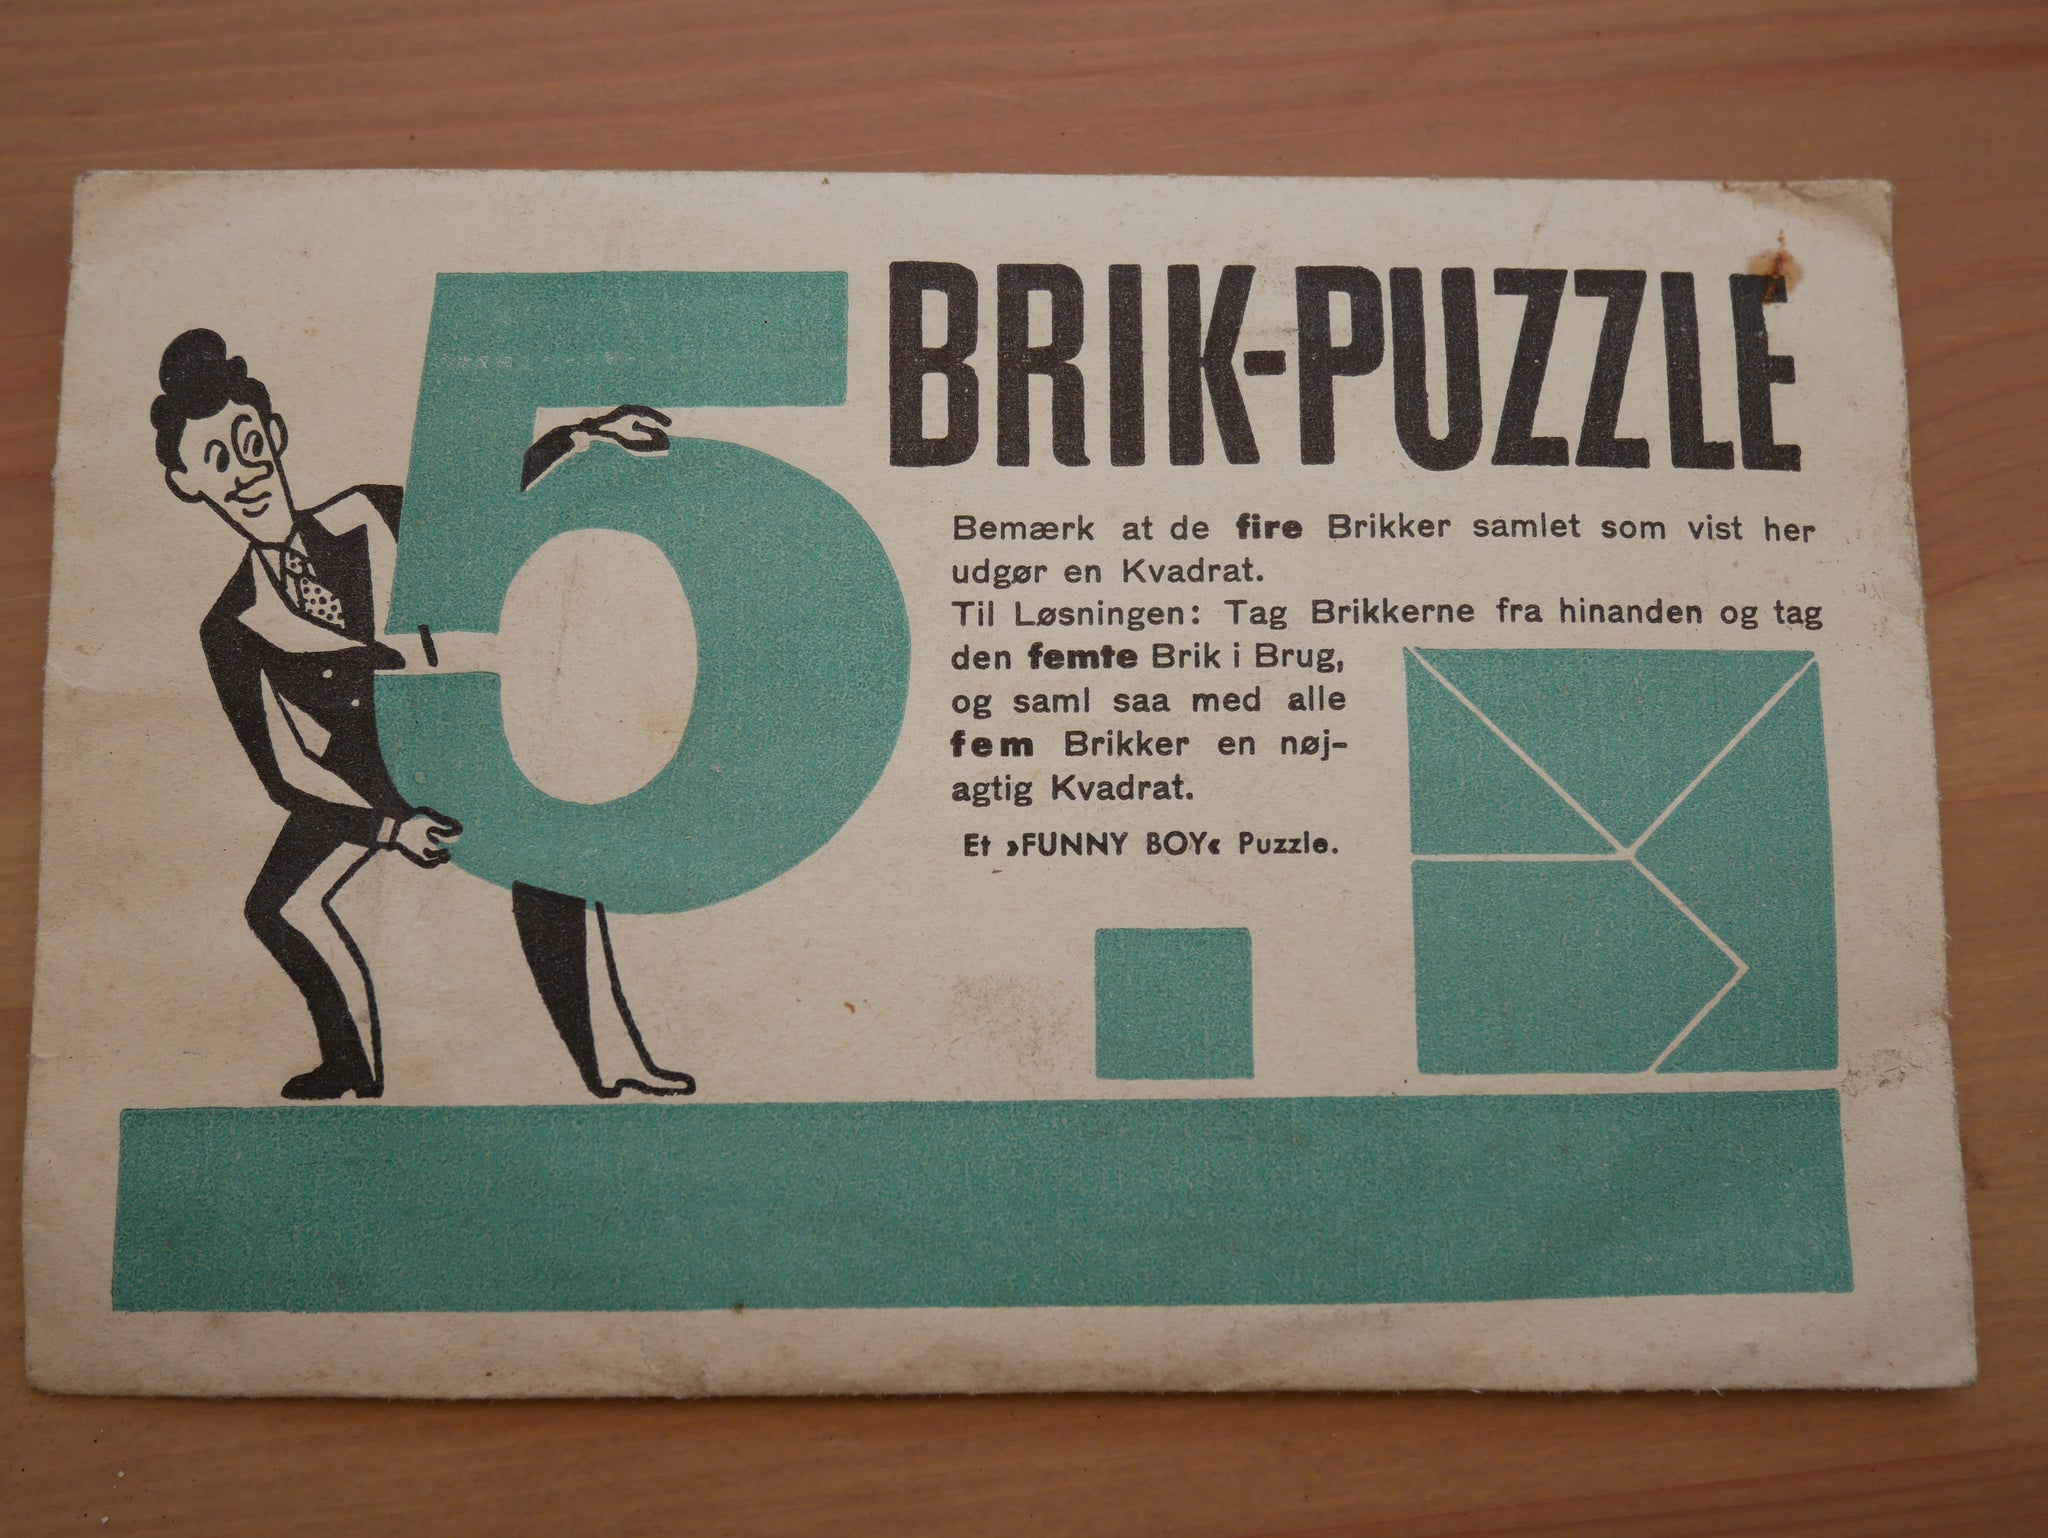 5 BRIK-PUZZLE
Bemærk at de fire Brikker samlet som vist her
udgør en Kvadrat.
Til Løsningen: Tag Brikkerne fra hinanden og tag
den femte Brik i Brug,
og saml saa med alle
fem Brikker en nøj-
agtig Kvadrat.
Et »FUNNY BOY« Puzzle.